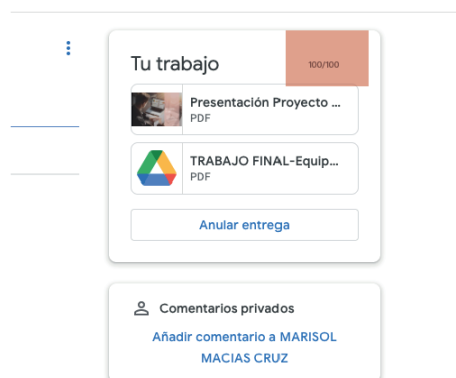 Tu trabajo
100/100
Presentación Proyecto ...
PDF
TRABAJO FINAL-Equip...
PDF
Anular entrega
Comentarios privados
Añadir comentario a MARISOL
MACIAS CRUZ